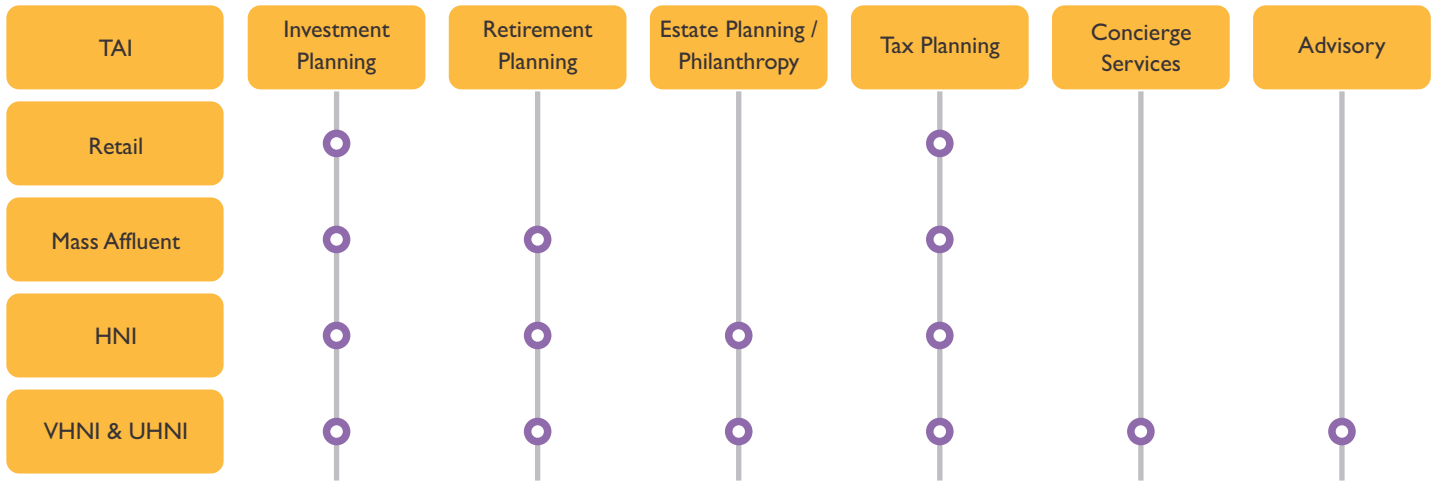 TAI
Investment
Planning
Retirement
Planning
Estate Planning /
Philanthropy
Tax Planning
Concierge
Services
Advisory
Retail
Mass Affluent
HNI
VHNI & UHNI